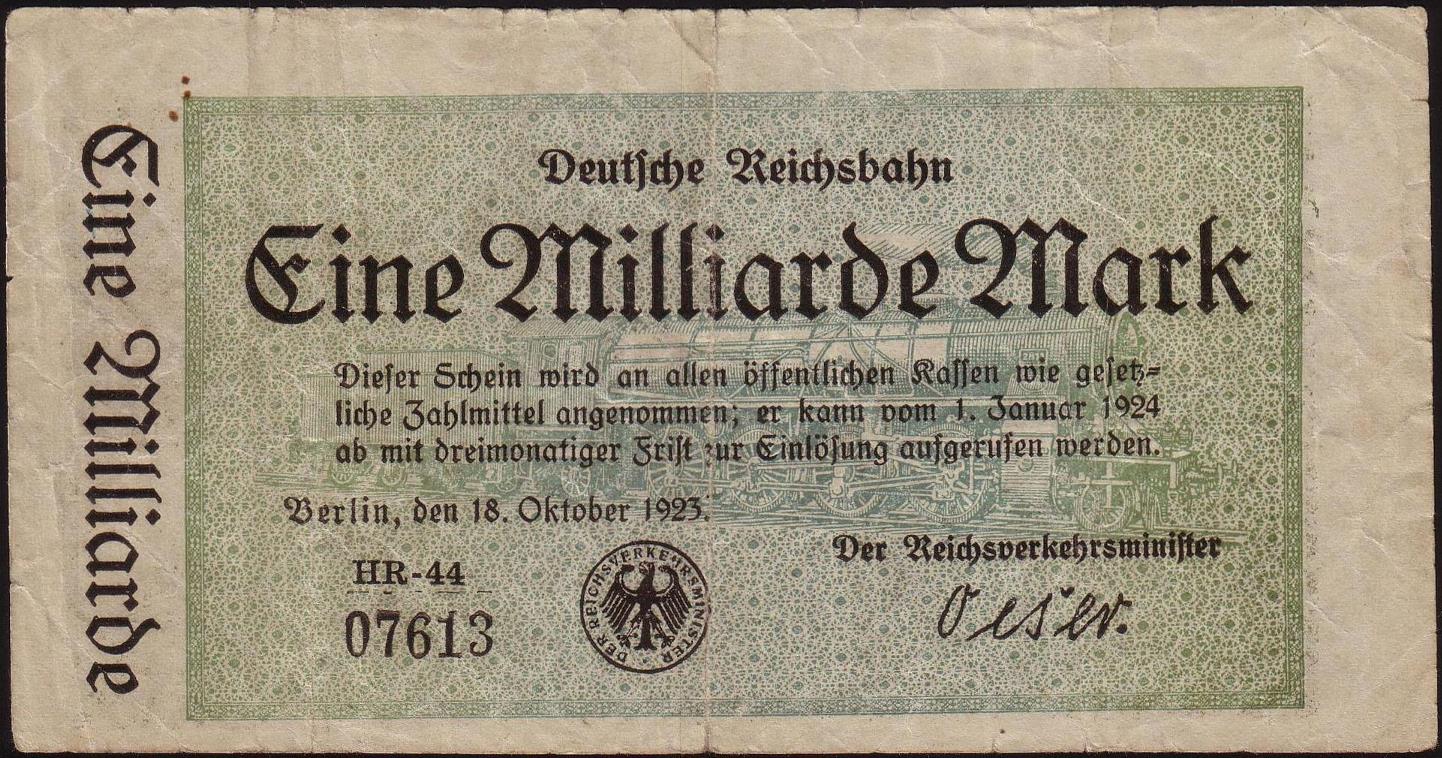 Eine Milliarde
Deutsche Reichsbahn
Eine Milliarde Mark
Dieser Schein wird an allen öffentlichen Kassen wie gesetz=
liche Zahlmittel angenommen; er kann vom 1. Januar 1924
ab mit dreimonatiger Frist zur Einlösung aufgerufen werden.
Berlin, den 18. Oktober 1923.
Der Reichsverkehrsminister
HR-44
07613
DER REICHSVERKEHRSMINISTER
Oeser.